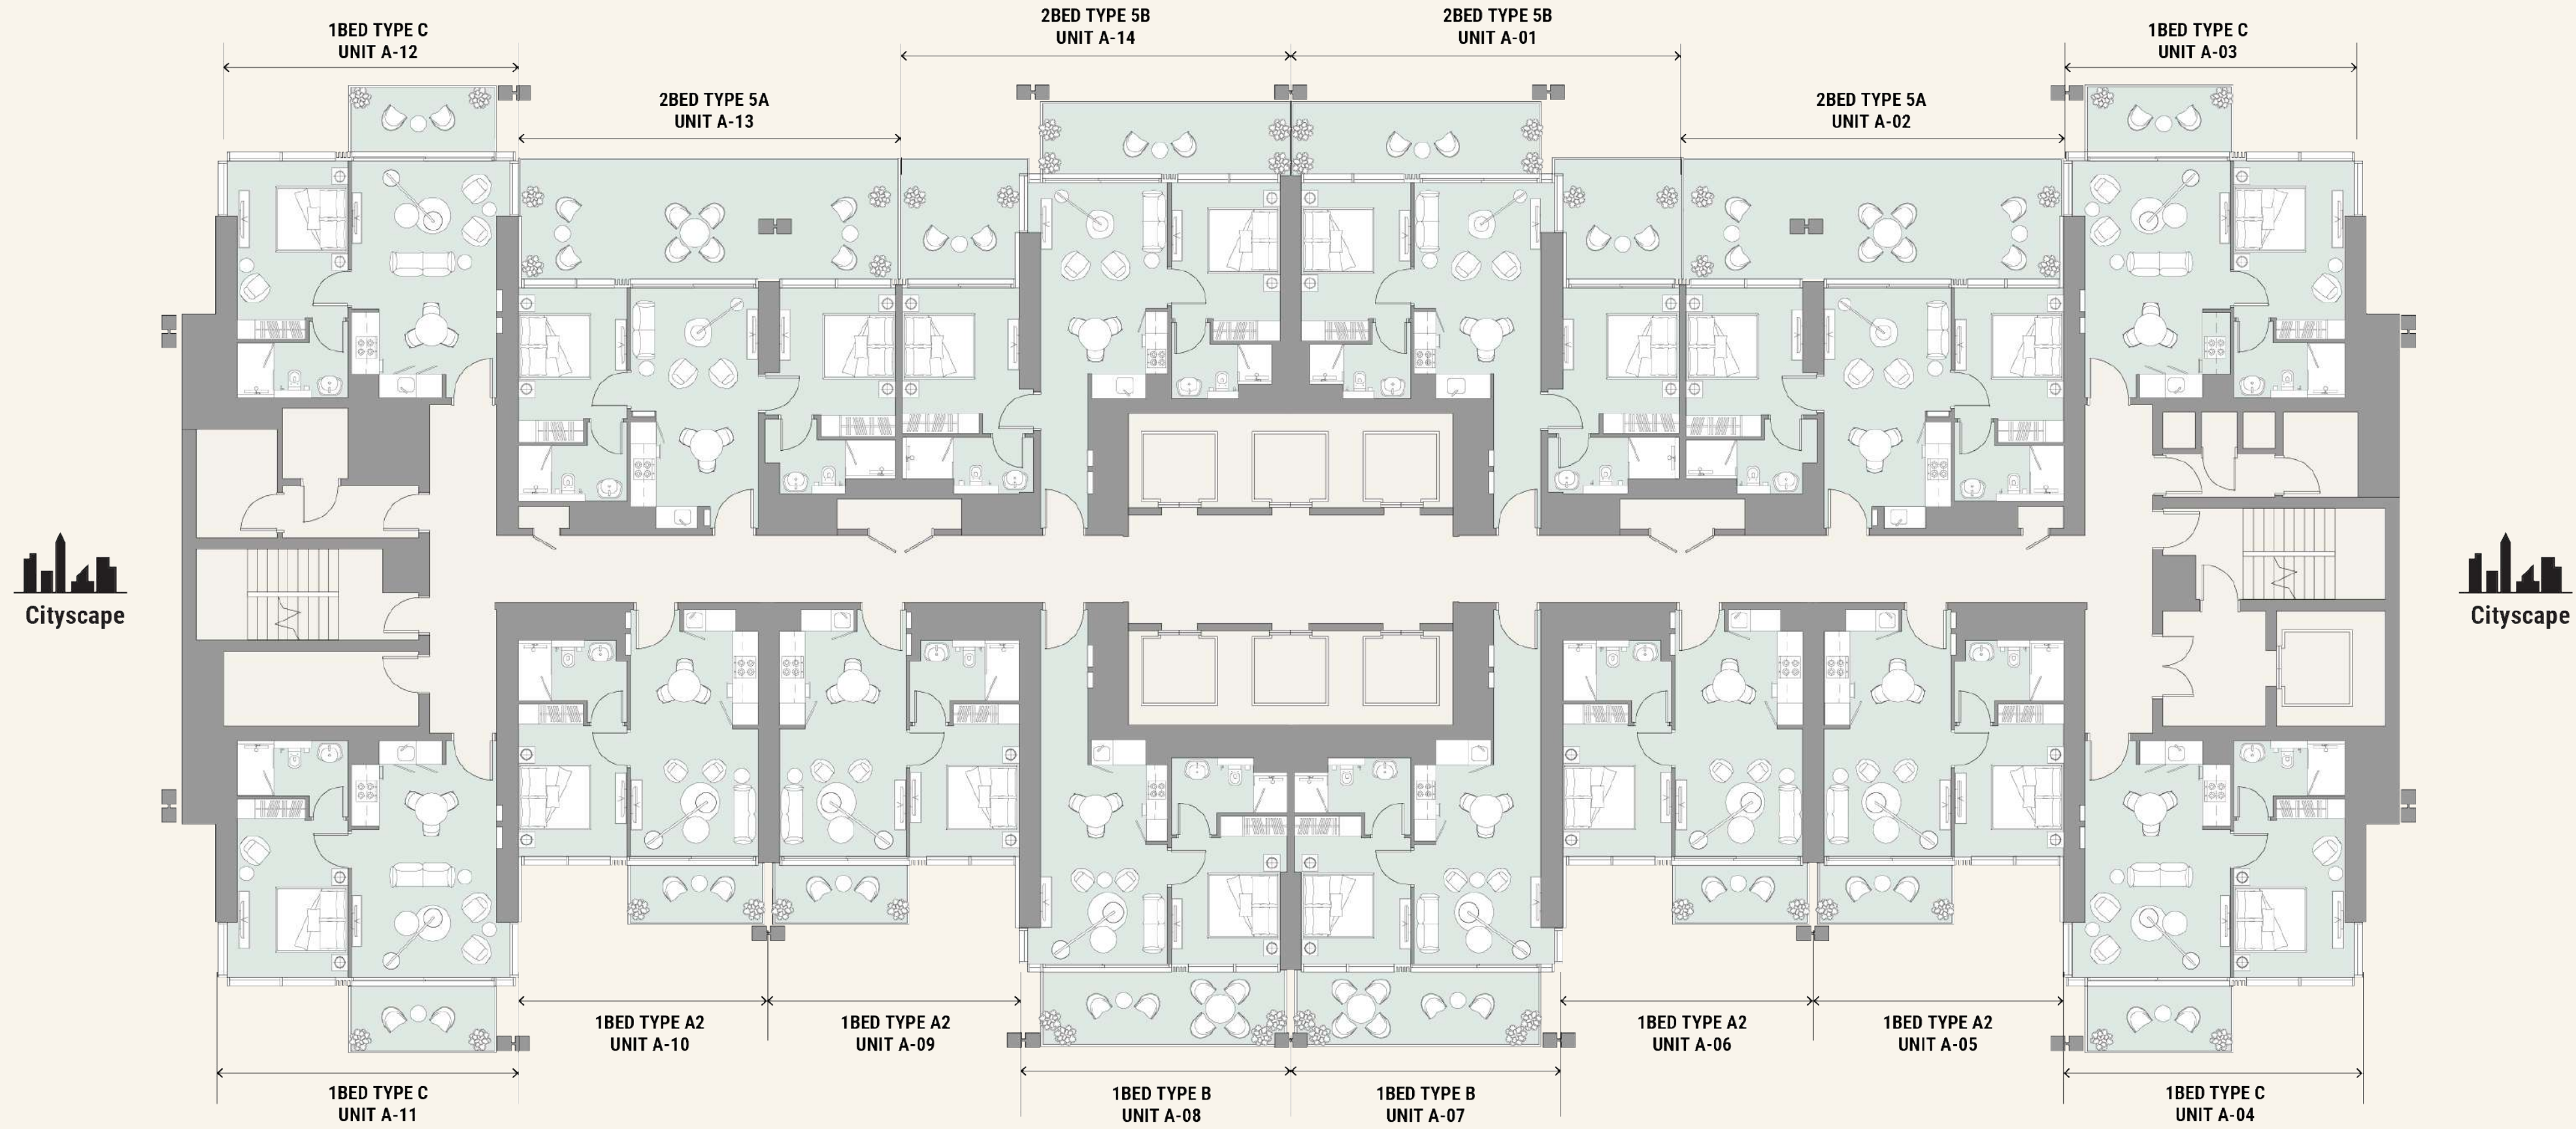 2BED TYPE 5B
UNIT A-14
2BED TYPE 5B
UNIT A-01
1BED TYPE C
UNIT A-12
1BED TYPE C
UNIT A-03
2BED TYPE 5A
UNIT A-13
2BED TYPE 5A
UNIT A-02
Cityscape
Cityscape
1BED TYPE A2
UNIT A-10
1BED TYPE A2
UNIT A-09
1BED TYPE A2
UNIT A-06
1BED TYPE A2
UNIT A-05
1BED TYPE C
UNIT A-11
1BED TYPE B
UNIT A-08
1BED TYPE B
UNIT A-07
1BED TYPE C
UNIT A-04